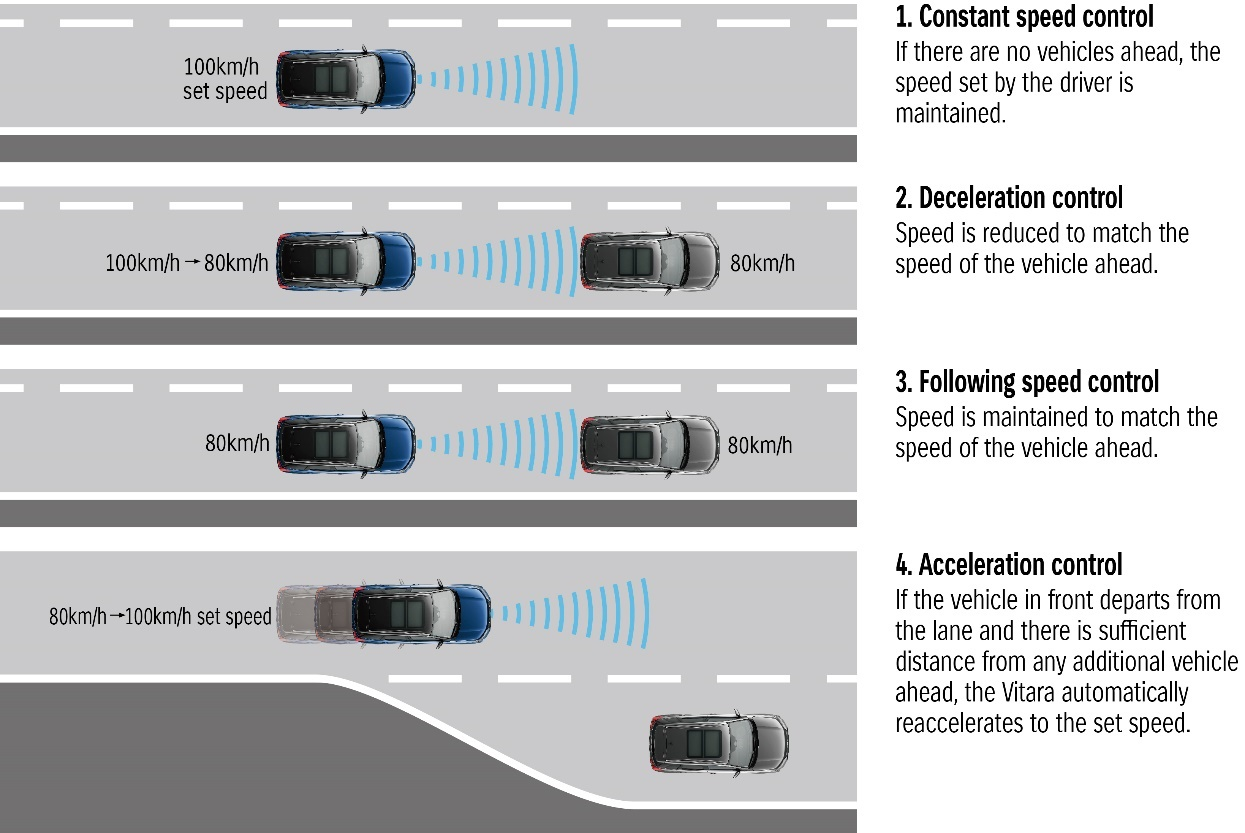 100km/h
set speed
1. Constant speed control
If there are no vehicles ahead, the
speed set by the driver is
maintained.
100km/h → 80km/h
80km/h
2. Deceleration control
Speed is reduced to match the
speed of the vehicle ahead.
80km/h
80km/h
3. Following speed control
Speed is maintained to match the
speed of the vehicle ahead.
80km/h→100km/h set speed
4. Acceleration control
If the vehicle in front departs from
the lane and there is sufficient
distance from any additional vehicle
ahead, the Vitara automatically
reaccelerates to the set speed.